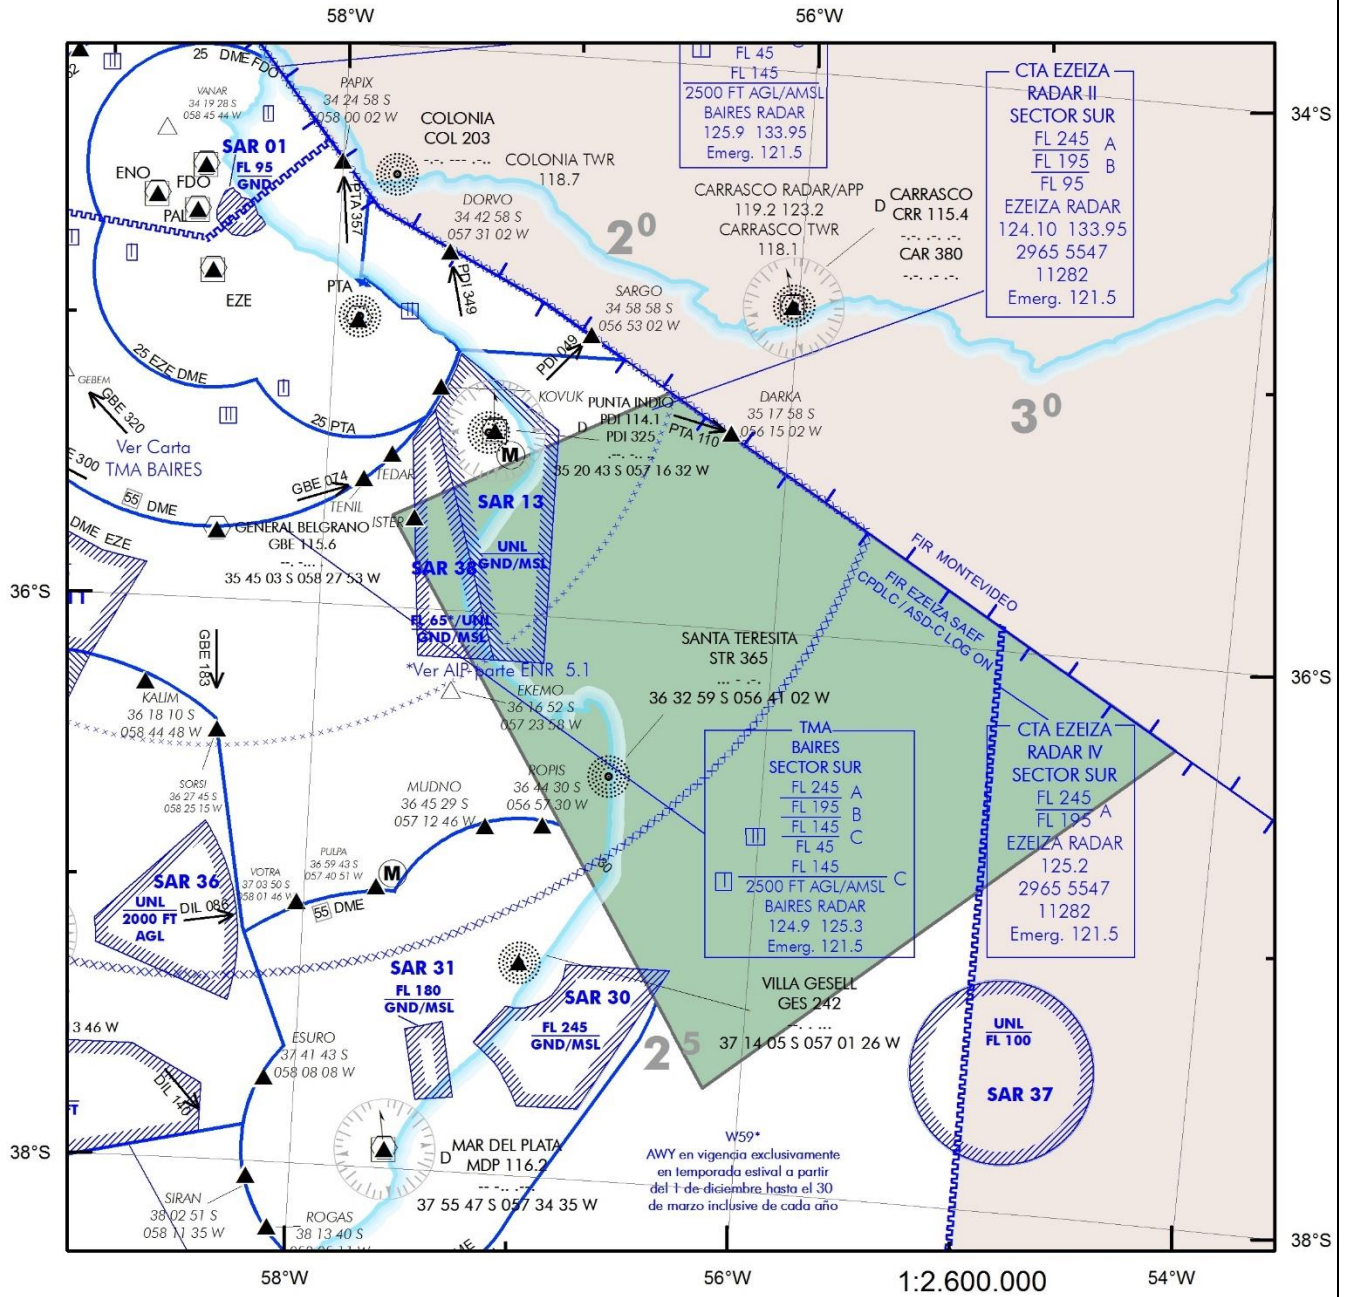 58°W
56°W
25 DME FDO
VANAR
34 19 28 S
058 45 44 W
PAPIX
34 24 58 S
058 00 02 W
I
III
SAR 01
FL 95
GND
ENO
FDO
PAL
EZE
PTA
PTA 357
COLONIA
COL 203
-.-. --- .-..
COLONIA TWR
118.7
DORVO
34 42 58 S
057 31 02 W
PDI 349
III
FL 45
FL 145
2500 FT AGL/AMSL
BAIRES RADAR
125.9 133.95
Emerg. 121.5
CTA EZEIZA
RADAR II
SECTOR SUR
FL 245 A
FL 195 B
FL 95
EZEIZA RADAR
124.10 133.95
2965 5547
11282
Emerg. 121.5
34°S
34°S
CARRASCO RADAR/APP
119.2 123.2
CARRASCO TWR
118.1
D CARRASCO
CRR 115.4
-.-. .-. .-.
CAR 380
-.-. .- .-.
2⁰
3⁰
SARGO
34 58 58 S
056 53 02 W
PDI 049
25 EZE DME
25 PTA
GEBEM
GBE 320
Ver Carta
TMA BAIRES
E 300
55 DME
GBE 074
TEDAR
TENIL
ISTER
KOVUK
PUNTA INDIO
D PDI 114.1
PDI 325
35 20 43 S 057 16 32 W
M
PTA 110
DARKA
35 17 58 S
056 15 02 W
GENERAL BELGRANO
GBE 115.6
--. -...
35 45 03 S 058 27 53 W
DME EZE
SAR 13
UNL
GND/MSL
SAR 38
FL 65*/UNL
GND/MSL
*Ver AIP-parte ENR 5.1
FIR MONTEVIDEO
FIR EZEIZA SAEF
CPDLC /ASD-C LOG ON
36°S
36°S
GBE 183
KALIM
36 18 10 S
058 44 48 W
SORSI
36 27 45 S
058 25 15 W
EKEMO
36 16 52 S
057 23 58 W
SANTA TERESITA
STR 365
... - .-.
36 32 59 S 056 41 02 W
MUDNO
36 45 29 S
057 12 46 W
ROPIS
36 44 30 S
056 57 30 W
TMA
BAIRES
SECTOR SUR
FL 245 A
FL 195 B
III FL 145 C
FL 45
FL 145
I 2500 FT AGL/AMSL C
BAIRES RADAR
124.9 125.3
Emerg. 121.5
CTA EZEIZA
RADAR IV
SECTOR SUR
FL 245
FL 195 A
EZEIZA RADAR
125.2
2965 5547
11282
Emerg. 121.5
SAR 36
UNL
2000 FT
AGL
DIL 086
VOTRA
37 03 50 S
058 01 46 W
PULPA
36 59 43 S
057 40 51 W
M
55 DME
30
SAR 31
FL 180
GND/MSL
SAR 30
FL 245
GND/MSL
VILLA GESELL
GES 242
--. . ...
37 14 05 S 057 01 26 W
2⁵
UNL
FL 100
SAR 37
3 46 W
ESURO
37 41 43 S
058 08 08 W
DIL 140
MAR DEL PLATA
D MDP 116.2
-- -.. .--.
37 55 47 S 057 34 35 W
W59*
AWY en vigencia exclusivamente
en temporada estival a partir
del 1 de diciembre hasta el 30
de marzo inclusive de cada año
38°S
38°S
SIRAN
38 02 51 S
058 11 35 W
ROGAS
38 13 40 S
DME
58°W
56°W
54°W
1:2.600.000